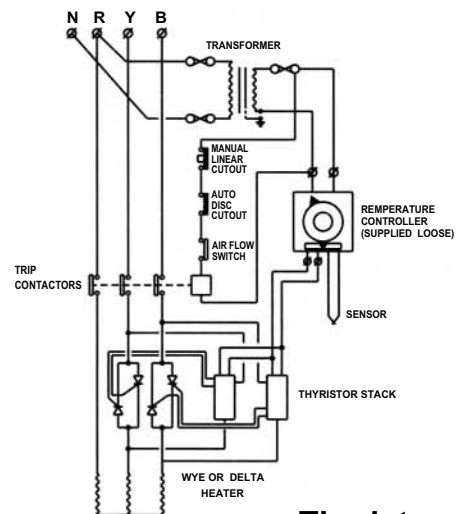 N R Y B
TRANSFORMER
MANUAL
LINEAR
CUTOUT
AUTO
DISC
CUTOUT
AIR FLOW
SWITCH
REMPERATURE
CONTROLLER
(SUPPLIED LOOSE)
TRIP
CONTACTORS
SENSOR
THYRISTOR STACK
WYE OR DELTA
HEATER